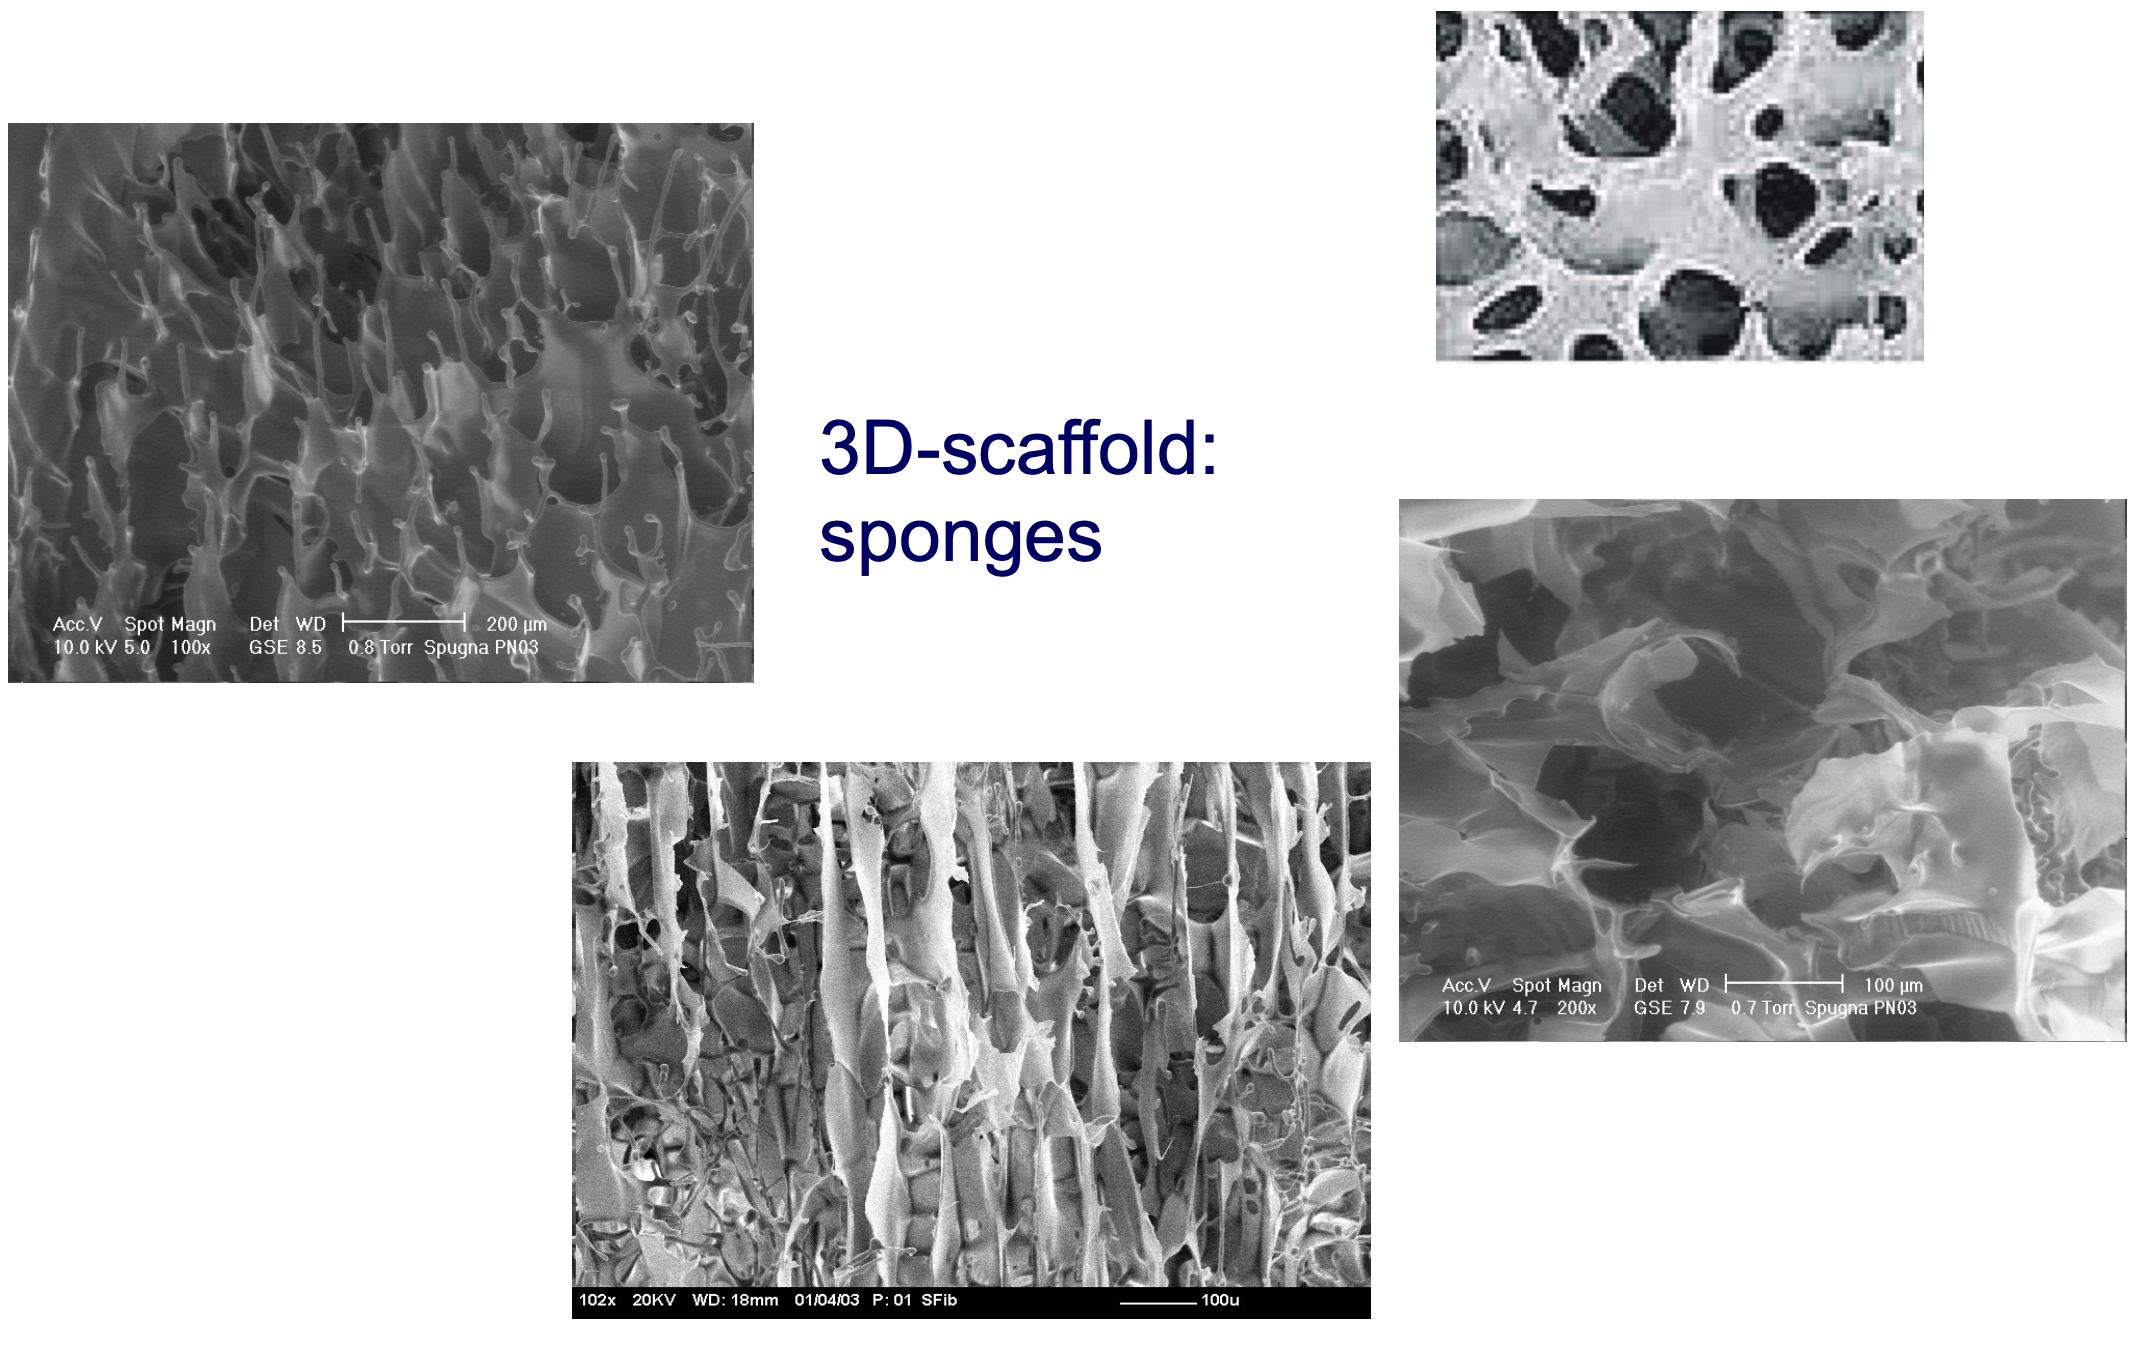 Acc.V Spot Magn Det WD 200 µm
10.0 kV 5.0 100x GSE 8.5 0.8 Torr Spugna PN03
3D-scaffold:
sponges
Acc.V Spot Magn Det WD 100 µm
10.0 kV 4.7 200x GSE 7.9 0.7 Torr Spugna PN03
102x 20KV WD: 18mm 01/04/03 P: 01 SFib 100u